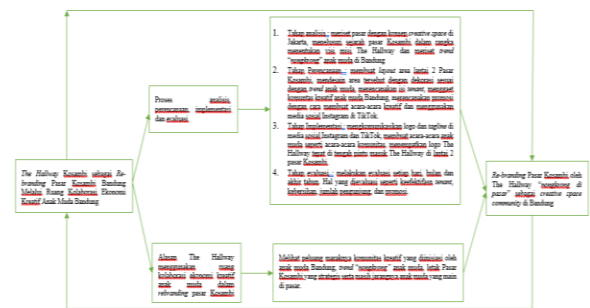 1. Tahap analisis : meriset pasar dengan konsep creative space di
Jakarta, menelusuri sejarah pasar Kosambi dalam rangka
menentukan visi misi The Hallway dan meriset trend
"nongkrong" anak muda di Bandung
2. Tahap Perencanaan : membuat layout area lantai 2 Pasar
Kosambi, mendesain area tersebut dengan dekorasi sesuai
dengan trend anak muda, merencanakan isi tenant, menggaet
komunitas kreatif anak muda Bandung, merencanakan promosi
dengan cara membuat acara-acara kreatif dan menggunakan
media sosial Instagram & TikTok.
3. Tahap Implementasi : mengkomunikasikan logo dan tagline di
media sosial Instagram dan TikTok, membuat acara-acara anak
muda seperti acara-acara komunitas, menempatkan logo The
Hallway tepat di tengah pintu masuk The Hallway di lantai 2
pasar Kosambi.
4. Tahap evaluasi : melakukan evaluasi setiap hari, bulan dan
akhir tahun. Hal yang dievaluasi seperti keefektifan tenant,
kebersihan, jumlah pengunjung, dan promosi.
Proses analisis,
perencanaan, implementasi
dan evaluasi
The Hallway Kosambi sebagai Re-
branding Pasar Kosambi Bandung
Melalui Ruang Kolaborasi Ekonomi
Kreatif Anak Muda Bandung
Re-branding Pasar Kosambi oleh
The Hallway "nongkrong di
pasar" sebagai creative space
community di Bandung
Alasan The Hallway
menggunakan ruang
kolaborasi ekonomi kreatif
anak muda dalam
rebranding pasar Kosambi
Melihat peluang maraknya komunitas kreatif yang diinisiasi oleh
anak muda Bandung, trend "nongkrong" anak muda, letak Pasar
Kosambi yang strategis serta masih jarangnya anak muda yang main
di pasar.